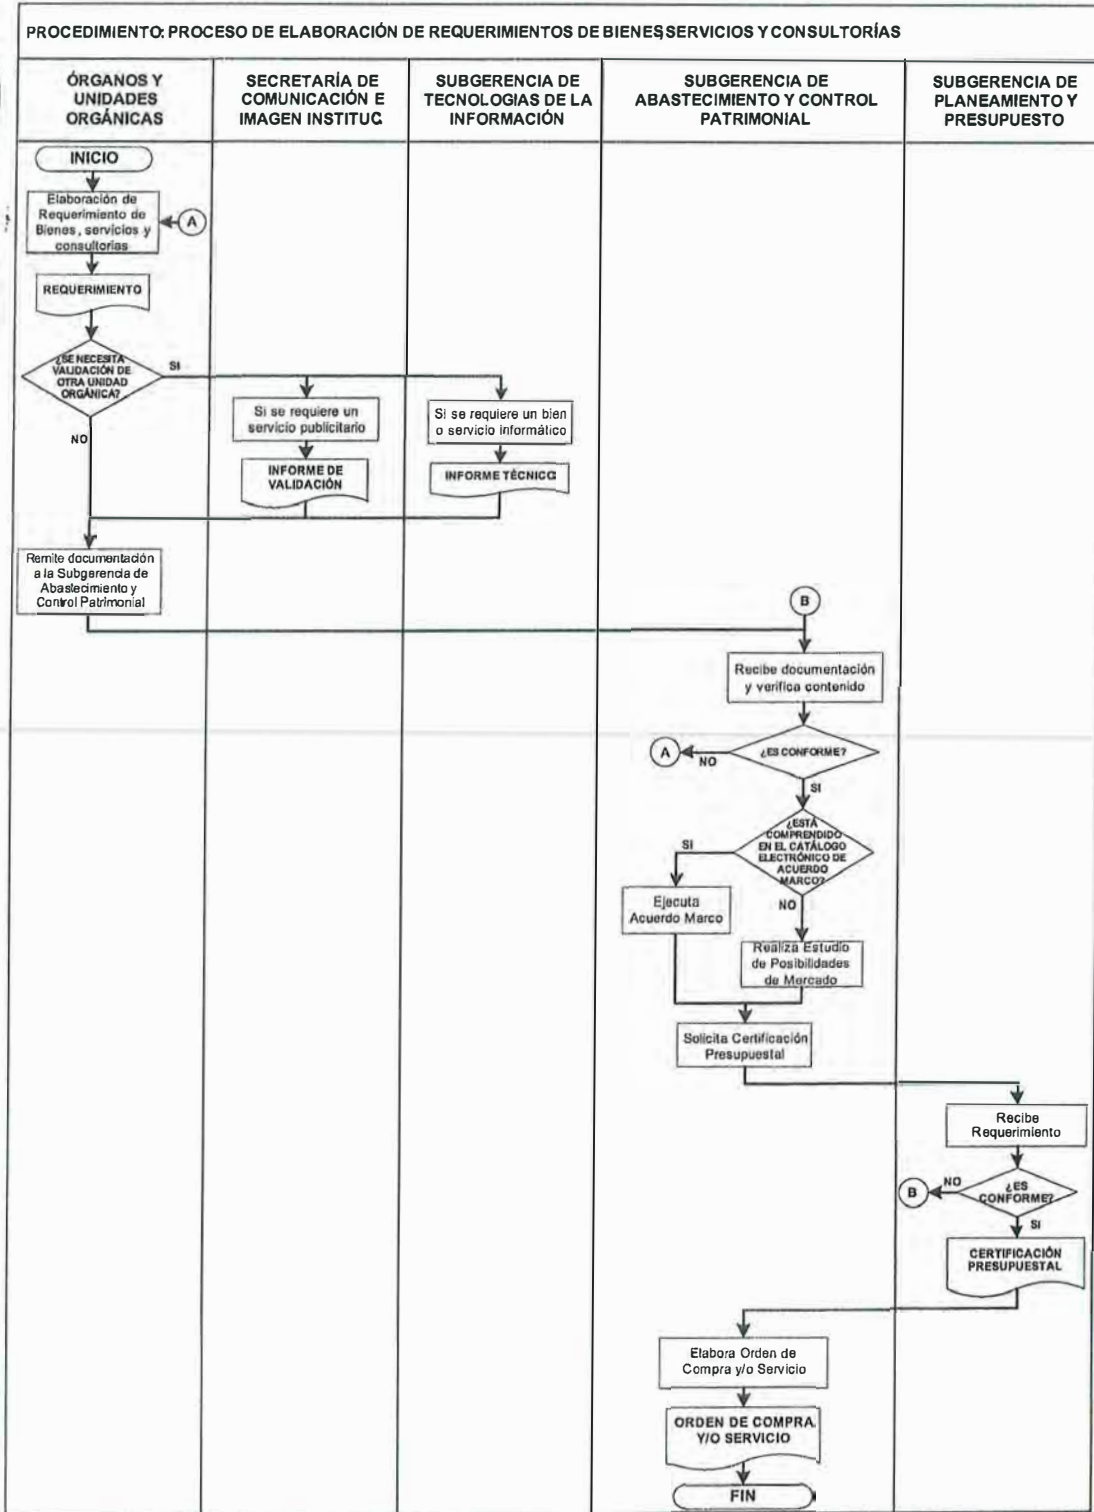 PROCEDIMIENTO: PROCESO DE ELABORACIÓN DE REQUERIMIENTOS DE BIENES, SERVICIOS Y CONSULTORÍAS
ÓRGANOS Y
UNIDADES
ORGÁNICAS
SECRETARÍA DE
COMUNICACIÓN E
IMAGEN INSTITUC
SUBGERENCIA DE
TECNOLOGIAS DE LA
INFORMACIÓN
SUBGERENCIA DE
ABASTECIMIENTO Y CONTROL
PATRIMONIAL
SUBGERENCIA DE
PLANEAMIENTO Y
PRESUPUESTO
INICIO
Elaboración de
Requerimiento de
Bienes, servicios y
consultorías
A
REQUERIMIENTO
¿SE NECESITA
VALIDACIÓN DE
OTRA UNIDAD
ORGÁNICA?
SI
NO
Si se requiere un
servicio publicitario
Si se requiere un bien
o servicio informático
INFORME DE
VALIDACIÓN
INFORME TÉCNICO
Remite documentación
a la Subgerencia de
Abastecimiento y
Control Patrimonial
B
Recibe documentación
y verifica contenido
¿ES CONFORME?
NO
A
SI
¿ESTÁ
COMPRENDIDO
EN EL CATÁLOGO
ELECTRÓNICO DE
ACUERDO
MARCO?
SI
NO
Ejecuta
Acuerdo Marco
Realiza Estudio
de Posibilidades
de Mercado
Solicita Certificación
Presupuestal
Recibe
Requerimiento
¿ES
CONFORME?
NO
B
SI
CERTIFICACIÓN
PRESUPUESTAL
Elabora Orden de
Compra y/o Servicio
ORDEN DE COMPRA
Y/O SERVICIO
FIN